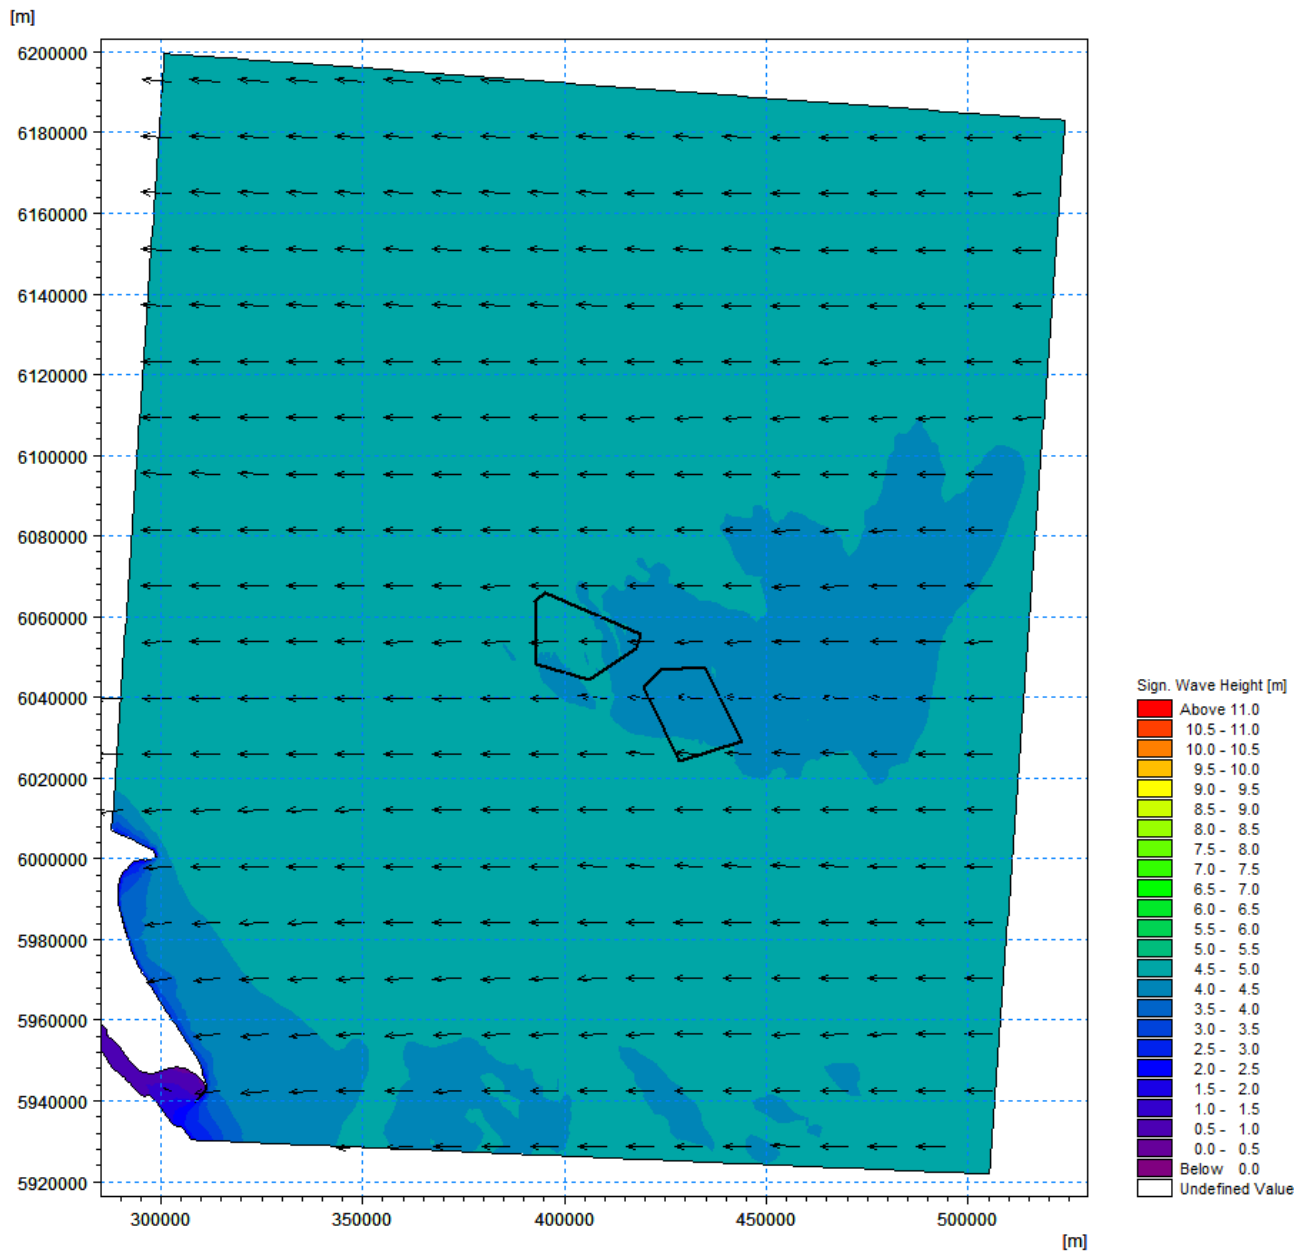 [m]
6200000
6180000
6160000
6140000
6120000
6100000
6080000
6060000
6040000
6020000
6000000
5980000
5960000
5940000
5920000
300000 350000 400000 450000 500000
[m]
Sign. Wave Height [m]
Above 11.0
10.5 - 11.0
10.0 - 10.5
9.5 - 10.0
9.0 - 9.5
8.5 - 9.0
8.0 - 8.5
7.5 - 8.0
7.0 - 7.5
6.5 - 7.0
6.0 - 6.5
5.5 - 6.0
5.0 - 5.5
4.5 - 5.0
4.0 - 4.5
3.5 - 4.0
3.0 - 3.5
2.5 - 3.0
2.0 - 2.5
1.5 - 2.0
1.0 - 1.5
0.5 - 1.0
0.0 - 0.5
Below 0.0
Undefined Value